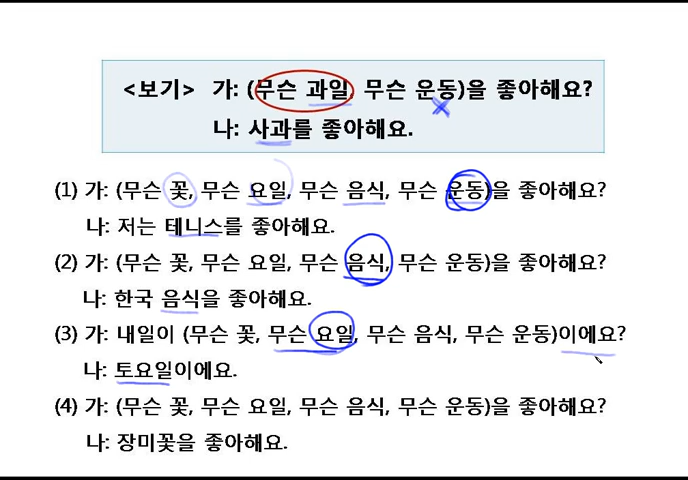 <보기> 가: (무슨 과일, 무슨 운동)을 좋아해요?
나: 사과를 좋아해요.
(1) 가: (무슨 꽃, 무슨 요일, 무슨 음식, 무슨 운동)을 좋아해요?
나: 저는 테니스를 좋아해요.
(2) 가: (무슨 꽃, 무슨 요일, 무슨 음식, 무슨 운동)을 좋아해요?
나: 한국 음식을 좋아해요.
(3) 가: 내일이 (무슨 꽃, 무슨 요일, 무슨 음식, 무슨 운동)이에요?
나: 토요일이에요.
(4) 가: (무슨 꽃, 무슨 요일, 무슨 음식, 무슨 운동)을 좋아해요?
나: 장미꽃을 좋아해요.